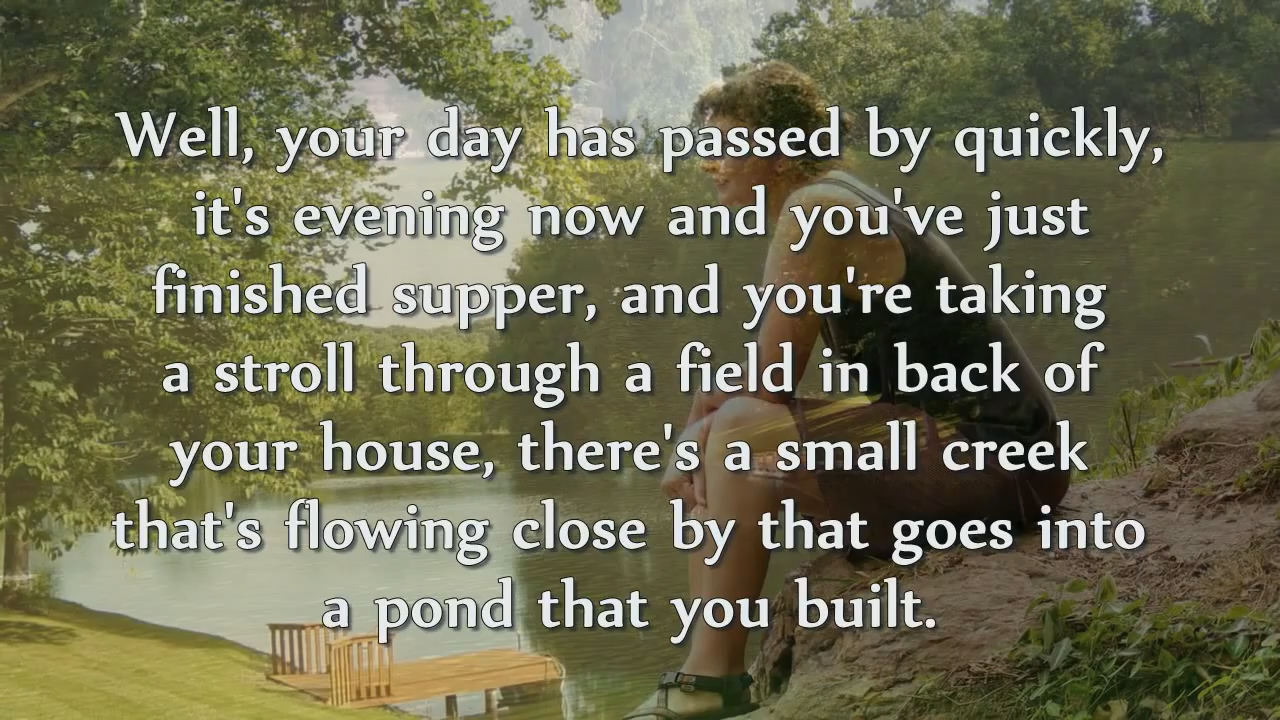 Well, your day has passed by quickly,
it's evening now and you've just
finished supper, and you're taking
a stroll through a field in back of
your house, there's a small creek
that's flowing close by that goes into
a pond that you built.